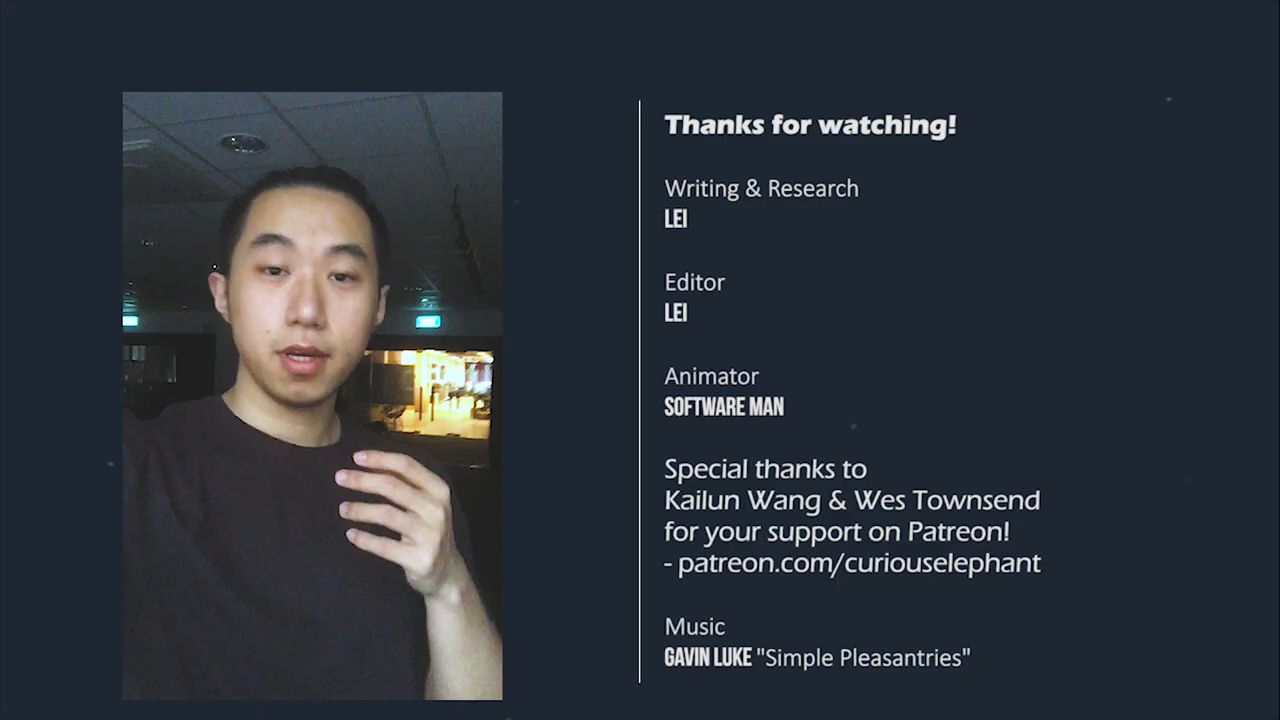 Thanks for watching!
Writing & Research
LEI
Editor
LEI
Animator
SOFTWARE MAN
Special thanks to
Kailun Wang & Wes Townsend
for your support on Patreon!
- patreon.com/curiouselephant
Music
GAVIN LUKE "Simple Pleasantries"